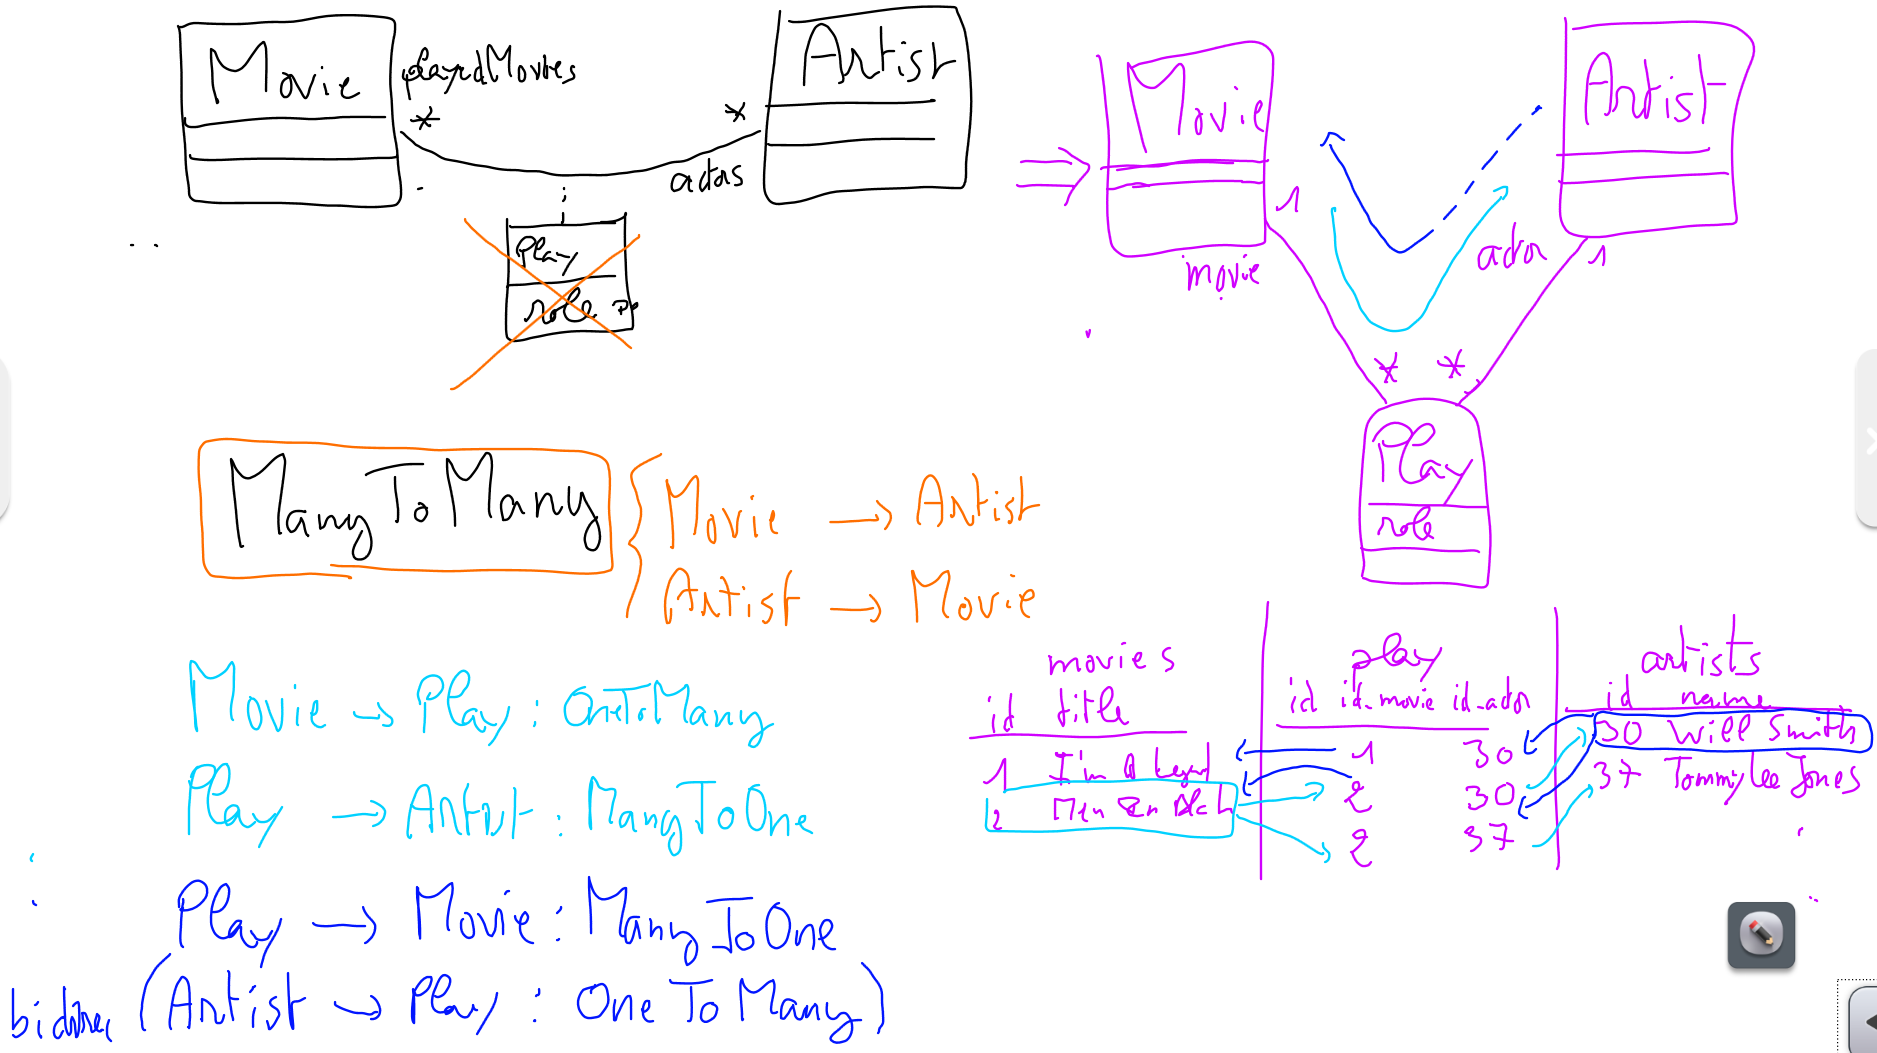 Movie
playedMovies
*
*
actors
Artist
Play
role
ManyToMany
Movie → Artist
Artist → Movie
Movie → Play : OneToMany
Play → Artist : ManyToOne
Play → Movie : ManyToOne
bidirec (Artist → Play : OneToMany)
Movie
1
movie
Artist
actor
1
*
*
Play
role
movies
id title
1 I'm A Legend
2 Men In Black
play
id id_movie id_actor
1 30
2 30
2 37
artists
id name
30 Will Smith
37 Tommy Lee Jones